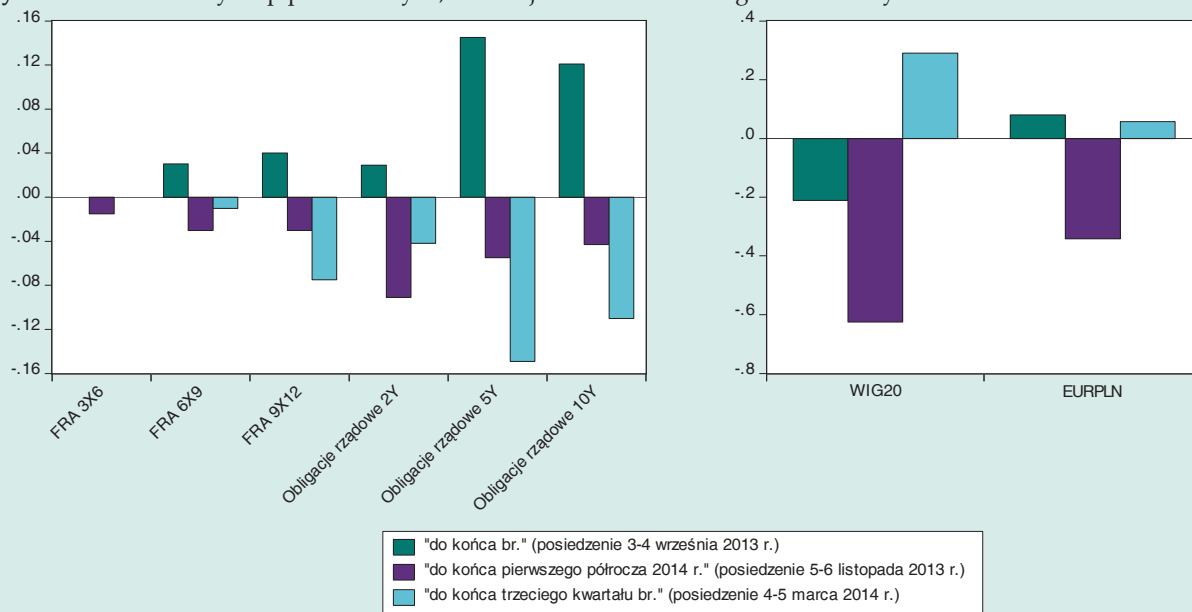 .16
.12
.08
.04
.00
-.04
-.08
-.12
-.16
FRA 3X6
FRA 6X9
FRA 9X12
Obligacje rządowe 2Y
Obligacje rządowe 5Y
Obligacje rządowe 10Y
.4
.2
.0
-.2
-.4
-.6
-.8
WIG20
EURPLN
"do końca br." (posiedzenie 3-4 września 2013 r.)
"do końca pierwszego półrocza 2014 r." (posiedzenie 5-6 listopada 2013 r.)
"do końca trzeciego kwartału br." (posiedzenie 4-5 marca 2014 r.)